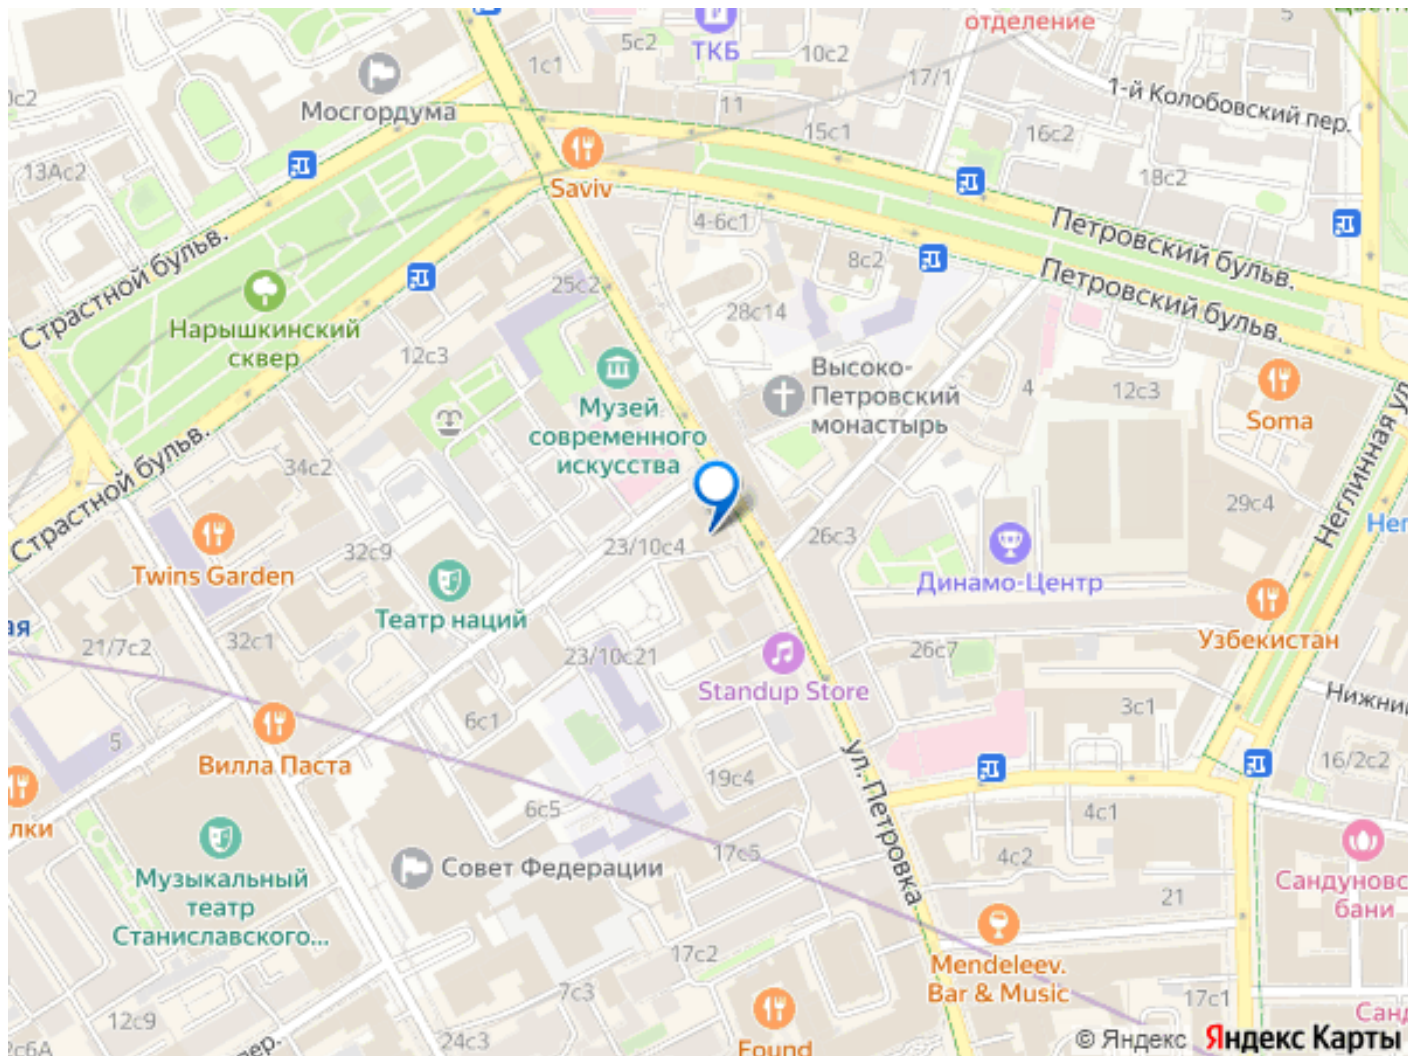 отделение
ТКБ
5с2
10с2
5
1с1
17/1
Мосгордума
11
1-й Колобовский пер.
15с1
16с2
13Ас2
18с2
Saviv
4-6с1
Петровский бульв.
Страстной бульв.
8с2
Петровский бульв.
25с2
28с14
Нарышкинский
сквер
12с3
Высоко-
Петровский
монастырь
4
12с3
Музей
современного
искусства
Soma
Неглинная ул
34с2
Страстной бульв.
29с4
Twins Garden
32с9
23/10с4
26с3
Динамо-Центр
Театр наций
21/7с2
32с1
23/10с21
26с7
Узбекистан
Standup Store
Нижний
6с1
3с1
5
Вилла Паста
19с4
ул. Петровка
16/2с2
6с5
4с1
Музыкальный
театр
Станиславского...
Совет Федерации
17с5
4с2
бани
21
17с2
Mendeleev.
Bar & Music
7с3
17с1
12с9
24с3
Found
© Яндекс Яндекс Карты